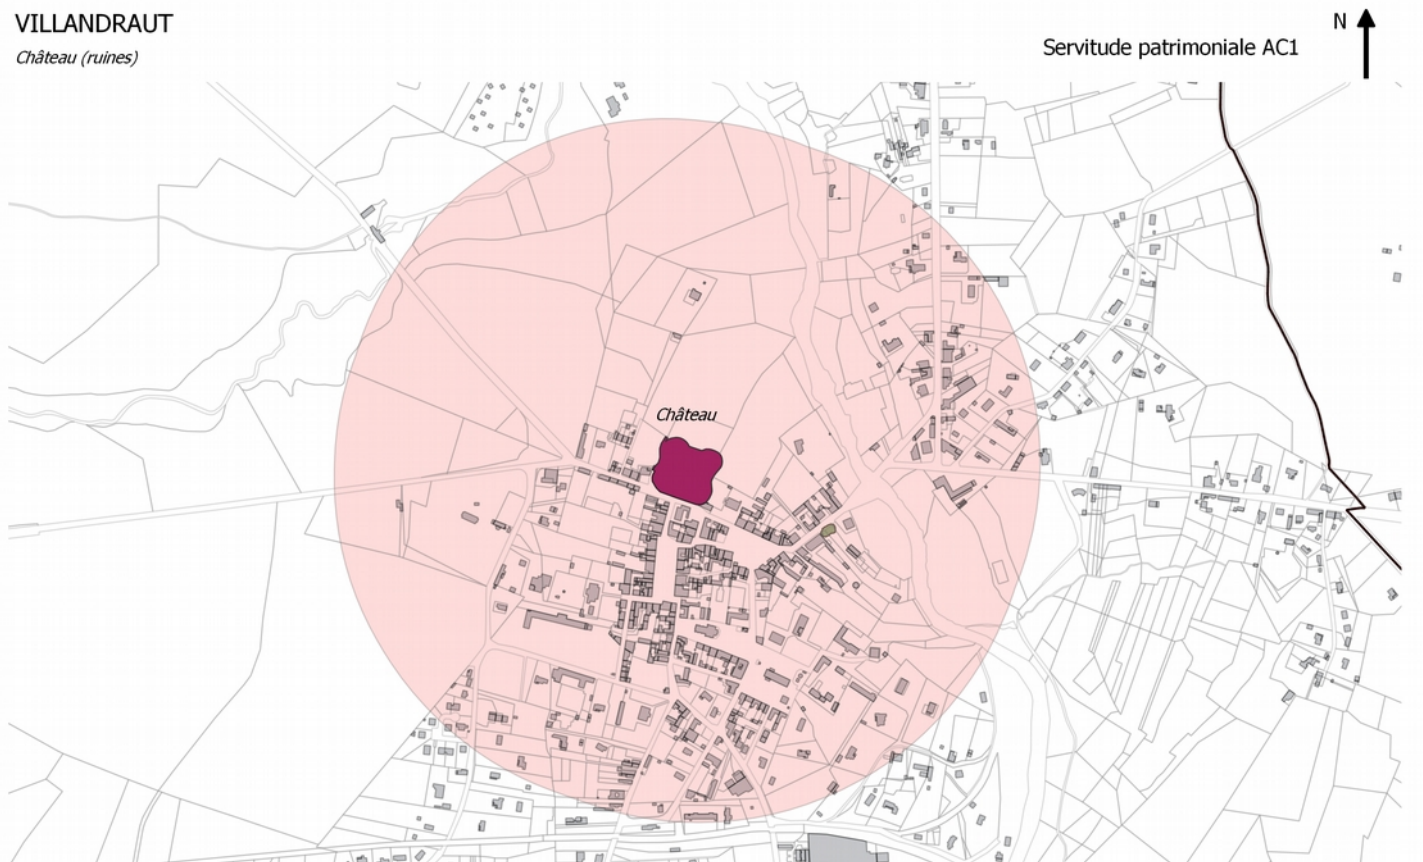 VILLANDRAUT
Château (ruines)
Servitude patrimoniale AC1
N
Château